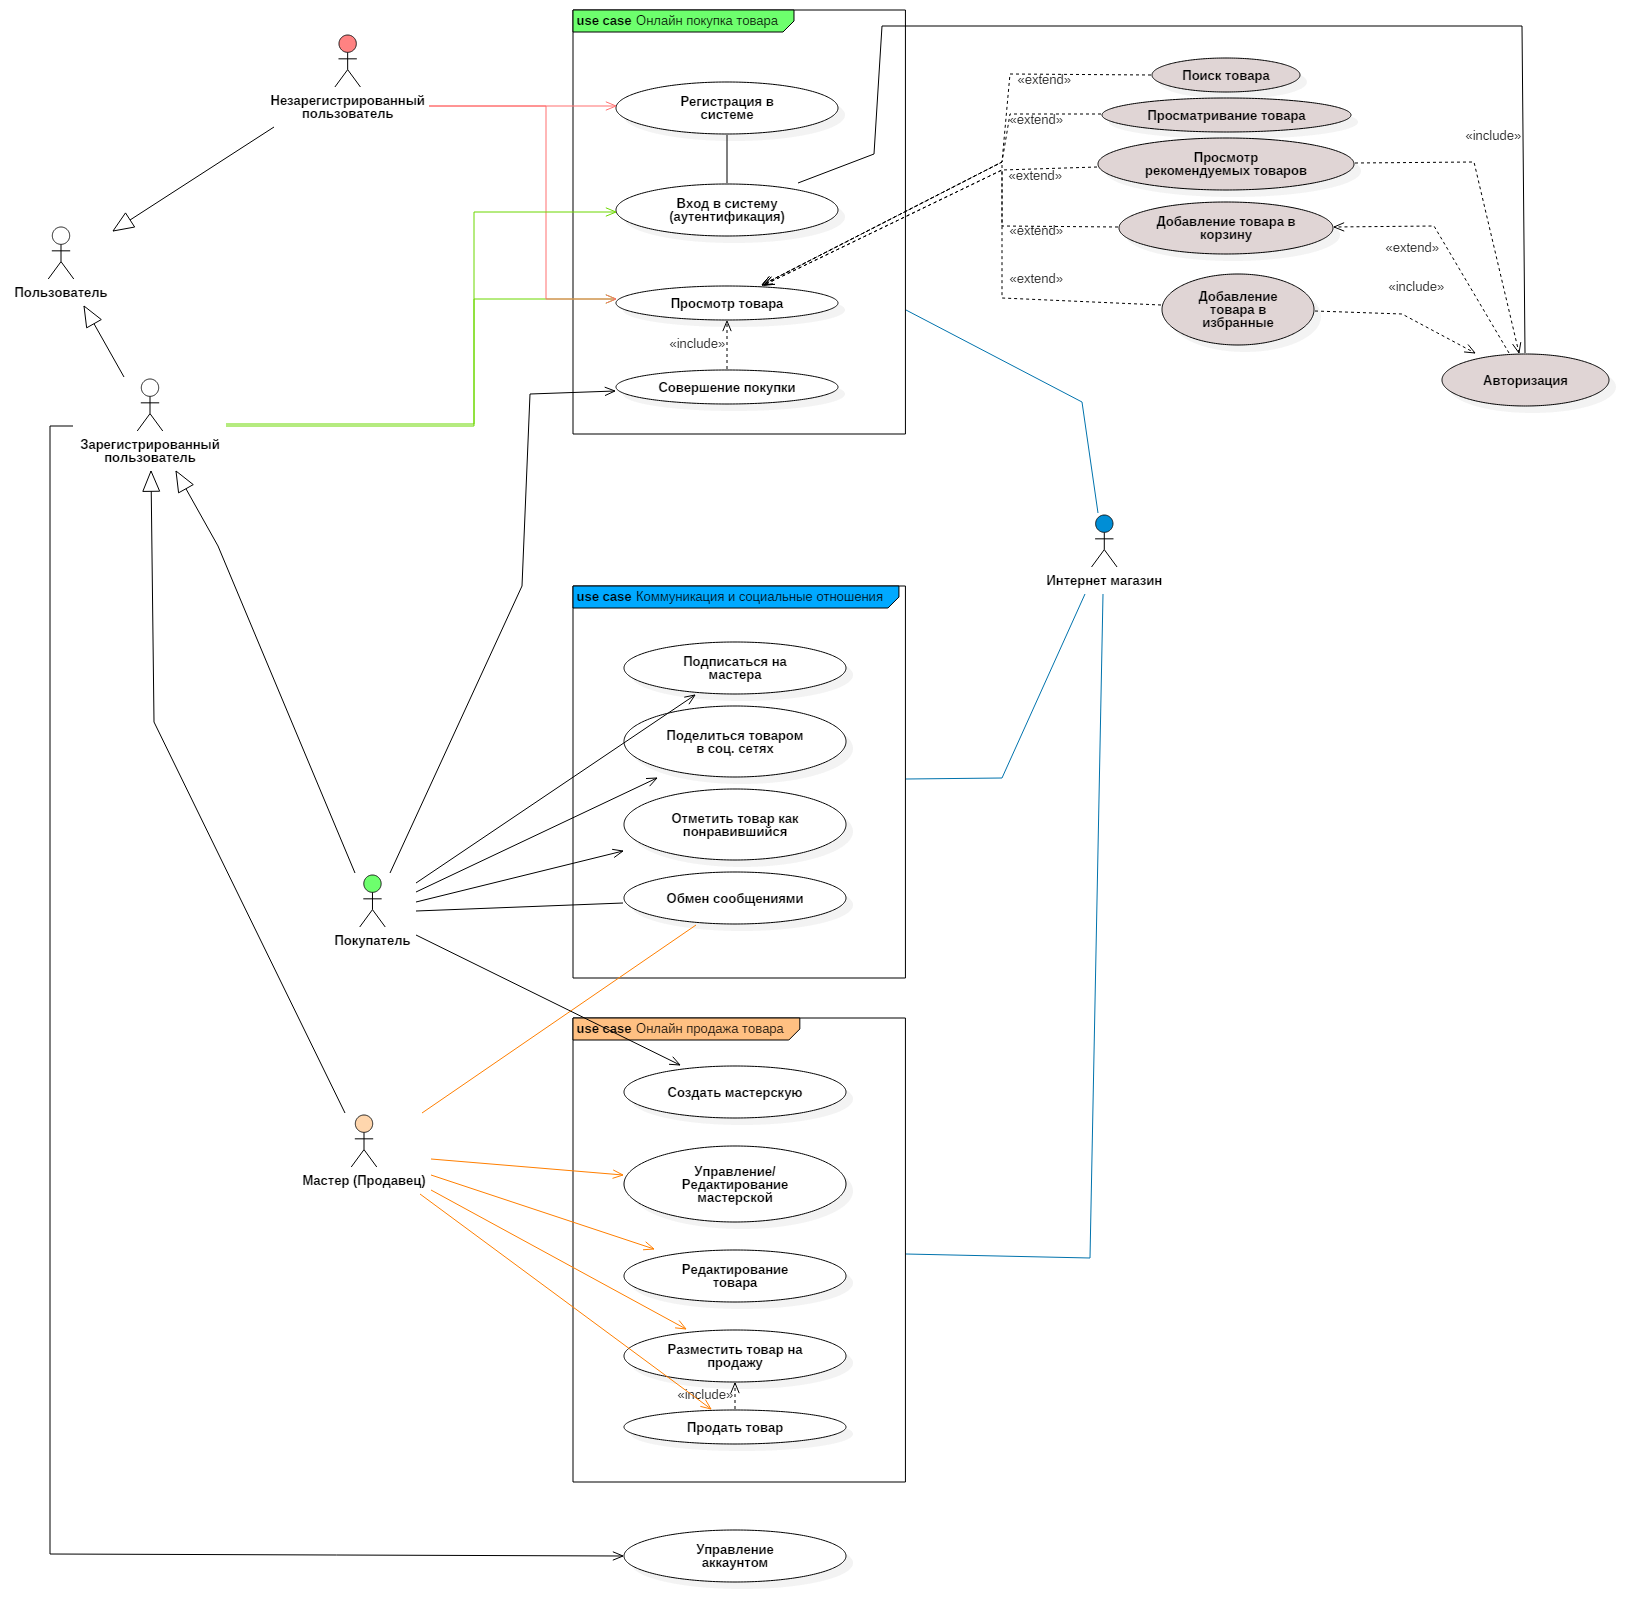 use case Онлайн покупка товара
Незарегистрированный
пользователь
Регистрация в
системе
Вход в систему
(аутентификация)
Просмотр товара
«include»
Совершение покупки
Поиск товара
«extend»
Просматривание товара
«extend»
«include»
Просмотр
рекомендуемых товаров
«extend»
Добавление товара в
корзину
«extend»
«extend»
Добавление
товара в
избранные
«extend»
«include»
Авторизация
Пользователь
Зарегистрированный
пользователь
Интернет магазин
use case Коммуникация и социальные отношения
Подписаться на
мастера
Поделиться товаром
в соц. сетях
Отметить товар как
понравившийся
Обмен сообщениями
Покупатель
use case Онлайн продажа товара
Создать мастерскую
Мастер (Продавец)
Управление/
Редактирование
мастерской
Редактирование
товара
Разместить товар на
продажу
«include»
Продать товар
Управление
аккаунтом